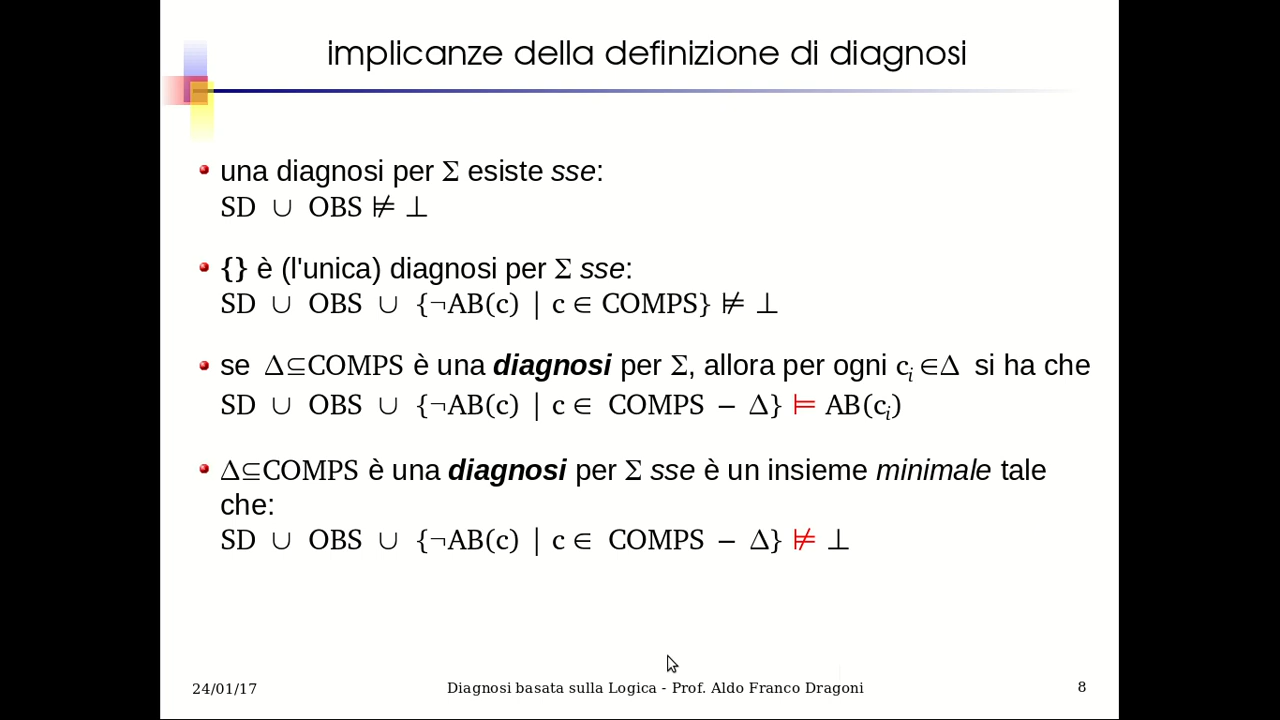 implicanze della definizione di diagnosi
una diagnosi per Σ esiste sse:
SD ∪ OBS ⊭ ⊥
{} è (l'unica) diagnosi per Σ sse:
SD ∪ OBS ∪ {¬AB(c) | c ∈ COMPS} ⊭ ⊥
se Δ⊆COMPS è una diagnosi per Σ, allora per ogni cᵢ ∈Δ si ha che
SD ∪ OBS ∪ {¬AB(c) | c ∈ COMPS – Δ} ⊨ AB(cᵢ)
Δ⊆COMPS è una diagnosi per Σ sse è un insieme minimale tale
che:
SD ∪ OBS ∪ {¬AB(c) | c ∈ COMPS – Δ} ⊭ ⊥
24/01/17 Diagnosi basata sulla Logica - Prof. Aldo Franco Dragoni 8